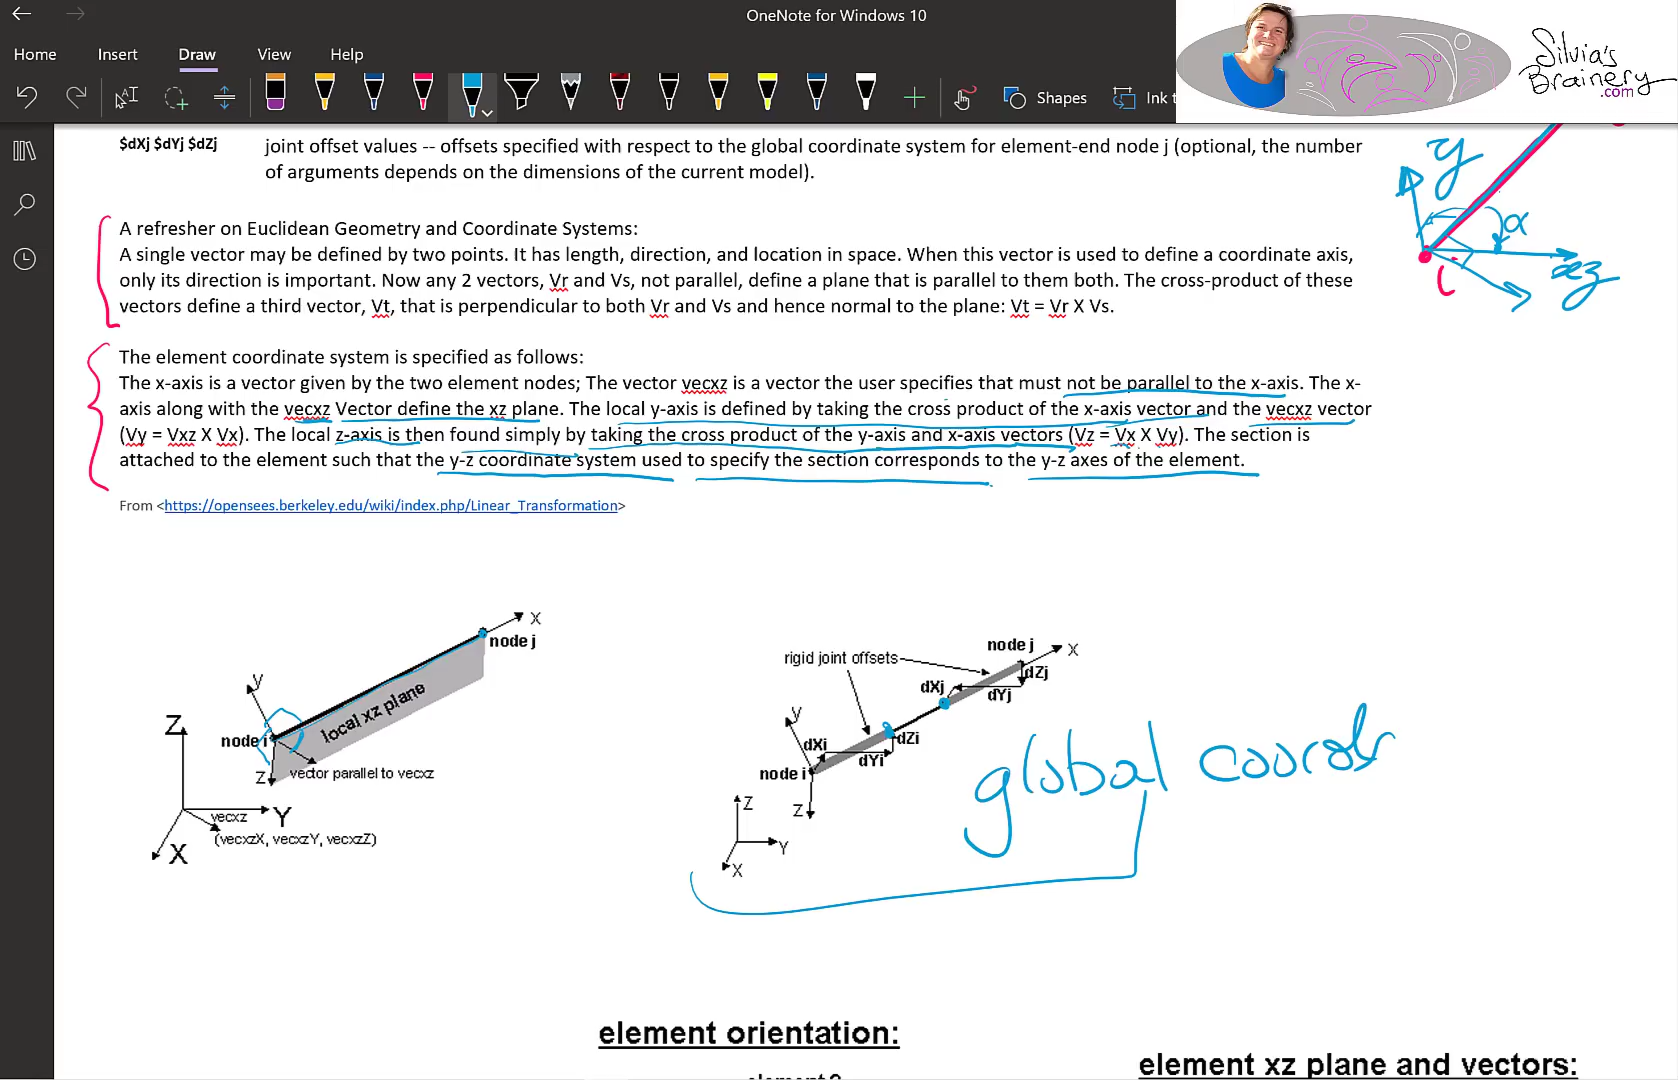 OneNote for Windows 10
Home Insert Draw View Help
Shapes
Ink t
Silvia's
Brainery
.com
$dXj $dYj $dZj joint offset values -- offsets specified with respect to the global coordinate system for element-end node j (optional, the number
of arguments depends on the dimensions of the current model).
y
α
xz
i
A refresher on Euclidean Geometry and Coordinate Systems:
A single vector may be defined by two points. It has length, direction, and location in space. When this vector is used to define a coordinate axis,
only its direction is important. Now any 2 vectors, Vr and Vs, not parallel, define a plane that is parallel to them both. The cross-product of these
vectors define a third vector, Vt, that is perpendicular to both Vr and Vs and hence normal to the plane: Vt = Vr X Vs.
The element coordinate system is specified as follows:
The x-axis is a vector given by the two element nodes; The vector vecxz is a vector the user specifies that must not be parallel to the x-axis. The x-
axis along with the vecxz Vector define the xz plane. The local y-axis is defined by taking the cross product of the x-axis vector and the vecxz vector
(Vy = Vxz X Vx). The local z-axis is then found simply by taking the cross product of the y-axis and x-axis vectors (Vz = Vx X Vy). The section is
attached to the element such that the y-z coordinate system used to specify the section corresponds to the y-z axes of the element.
From <https://opensees.berkeley.edu/wiki/index.php/Linear_Transformation>
X
node j
y
local xz plane
Z
node i
Z
vector parallel to vecxz
vecxz
Y
(vecxzX, vecxzY, vecxzZ)
X
node j
X
rigid joint offsets
dZj
dXj
dYj
y
dXi
dZi
dYi
node i
Z
Z
Y
X
global coords
element orientation:
element xz plane and vectors: